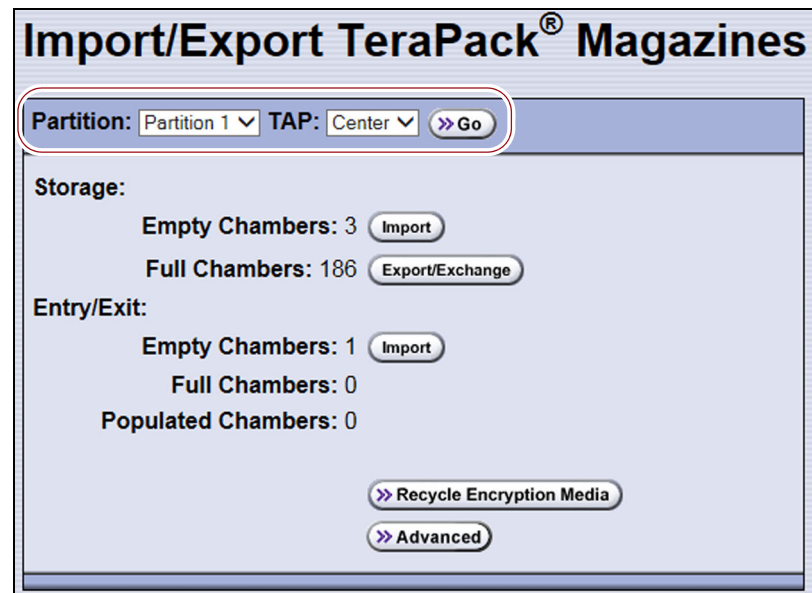 Import/Export TeraPack® Magazines
Partition: Partition 1 TAP: Center >> Go
Storage:
Empty Chambers: 3 Import
Full Chambers: 186 Export/Exchange
Entry/Exit:
Empty Chambers: 1 Import
Full Chambers: 0
Populated Chambers: 0
>> Recycle Encryption Media
>> Advanced